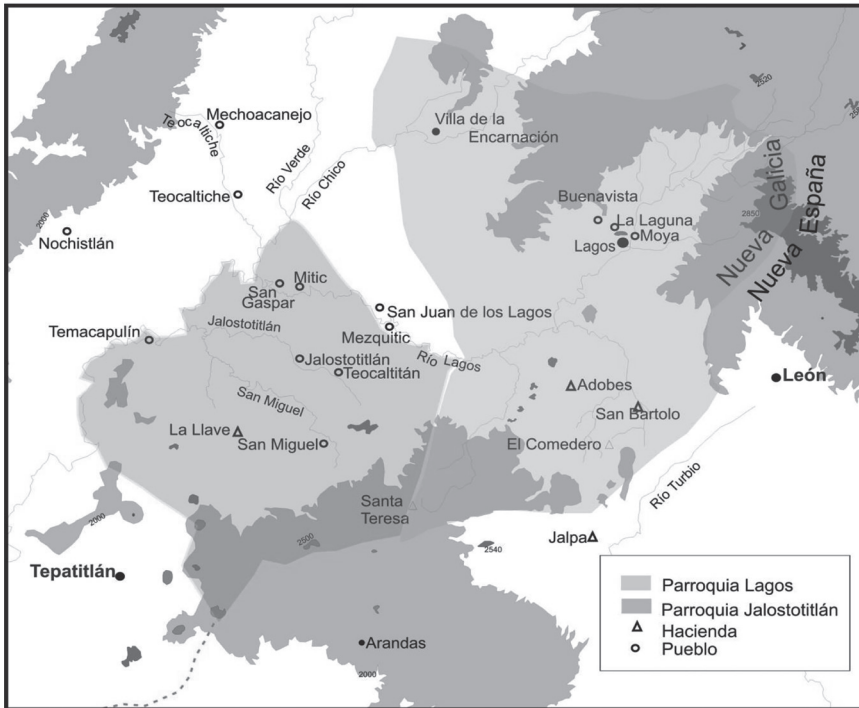 2520
Mechoacanejo
Teocaltiche
Villa de la
Encarnación
Río Verde
Río Chico
Teocaltiche
Buenavista
La Laguna
Moya
Lagos
2850
Nueva Galicia
Nueva España
2000
Nochistlán
San
Gaspar
Mitic
San Juan de los Lagos
Mezquitic
Temacapulín
Jalostotitlán
Río Lagos
Jalostotitlán
Teocaltitán
León
Adobes
San Bartolo
San Miguel
La Llave
San Miguel
El Comedero
Río Turbio
Santa
Teresa
2000
2500
2540
Jalpa
Tepatitlán
Arandas
2000
Parroquia Lagos
Parroquia Jalostotitlán
Hacienda
Pueblo